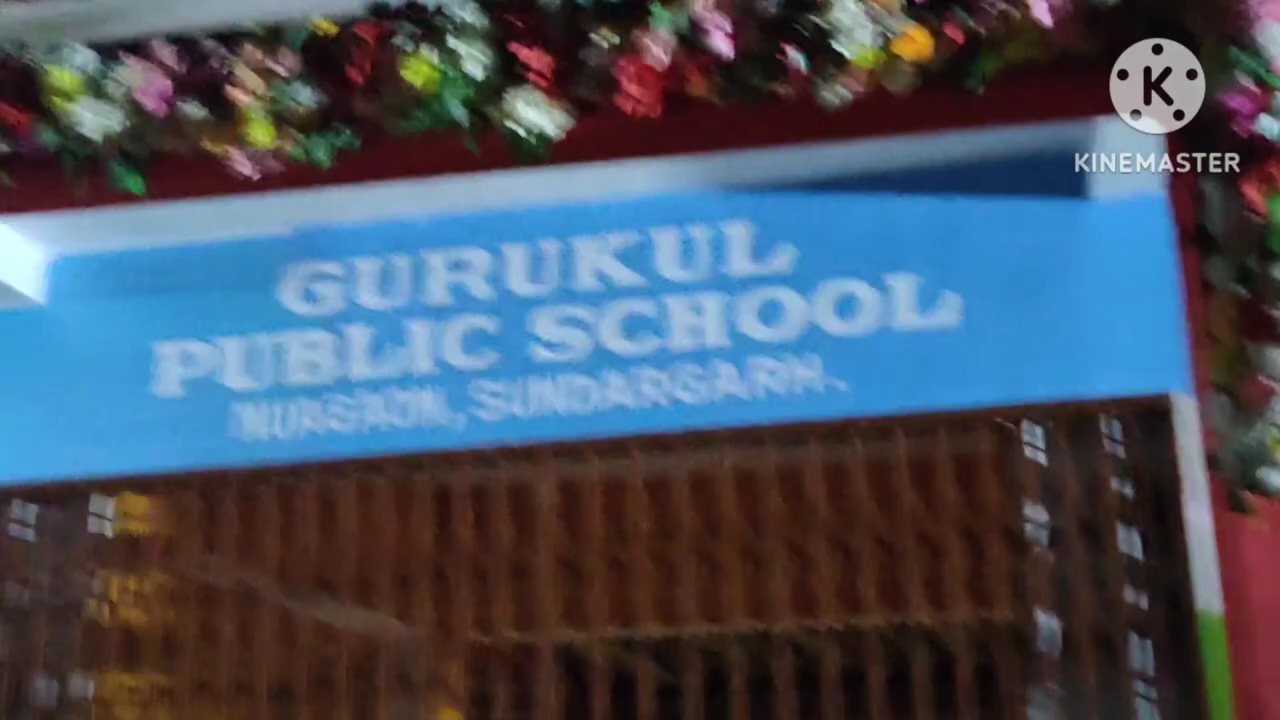 GURUKUL
PUBLIC SCHOOL
SUNDARGARH.
K
KINEMASTER